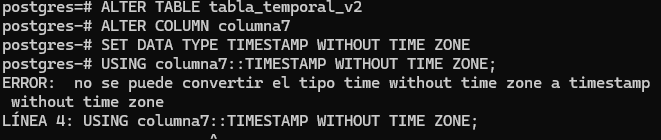 postgres=# ALTER TABLE tabla_temporal_v2
postgres-# ALTER COLUMN columna7
postgres-# SET DATA TYPE TIMESTAMP WITHOUT TIME ZONE
postgres-# USING columna7::TIMESTAMP WITHOUT TIME ZONE;
ERROR:  no se puede convertir el tipo time without time zone a timestamp
 without time zone
LÍNEA 4: USING columna7::TIMESTAMP WITHOUT TIME ZONE;
^